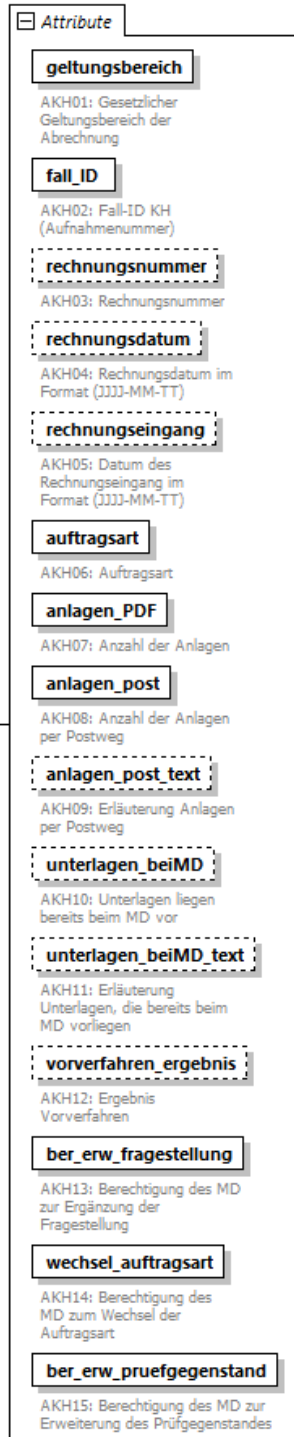 Attribute
geltungsbereich
AKH01: Gesetzlicher
Geltungsbereich der
Abrechnung
fall_ID
AKH02: Fall-ID KH
(Aufnahmenummer)
rechnungsnummer
AKH03: Rechnungsnummer
rechnungsdatum
AKH04: Rechnungsdatum im
Format (JJJJ-MM-TT)
rechnungseingang
AKH05: Datum des
Rechnungseingang im
Format (JJJJ-MM-TT)
auftragsart
AKH06: Auftragsart
anlagen_PDF
AKH07: Anzahl der Anlagen
anlagen_post
AKH08: Anzahl der Anlagen
per Postweg
anlagen_post_text
AKH09: Erläuterung Anlagen
per Postweg
unterlagen_beiMD
AKH10: Unterlagen liegen
bereits beim MD vor
unterlagen_beiMD_text
AKH11: Erläuterung
Unterlagen, die bereits beim
MD vorliegen
vorverfahren_ergebnis
AKH12: Ergebnis
Vorverfahren
ber_erw_fragestellung
AKH13: Berechtigung des MD
zur Ergänzung der
Fragestellung
wechsel_auftragsart
AKH14: Berechtigung des
MD zum Wechsel der
Auftragsart
ber_erw_pruefgegenstand
AKH15: Berechtigung des MD zur
Erweiterung des Prüfgegenstandes